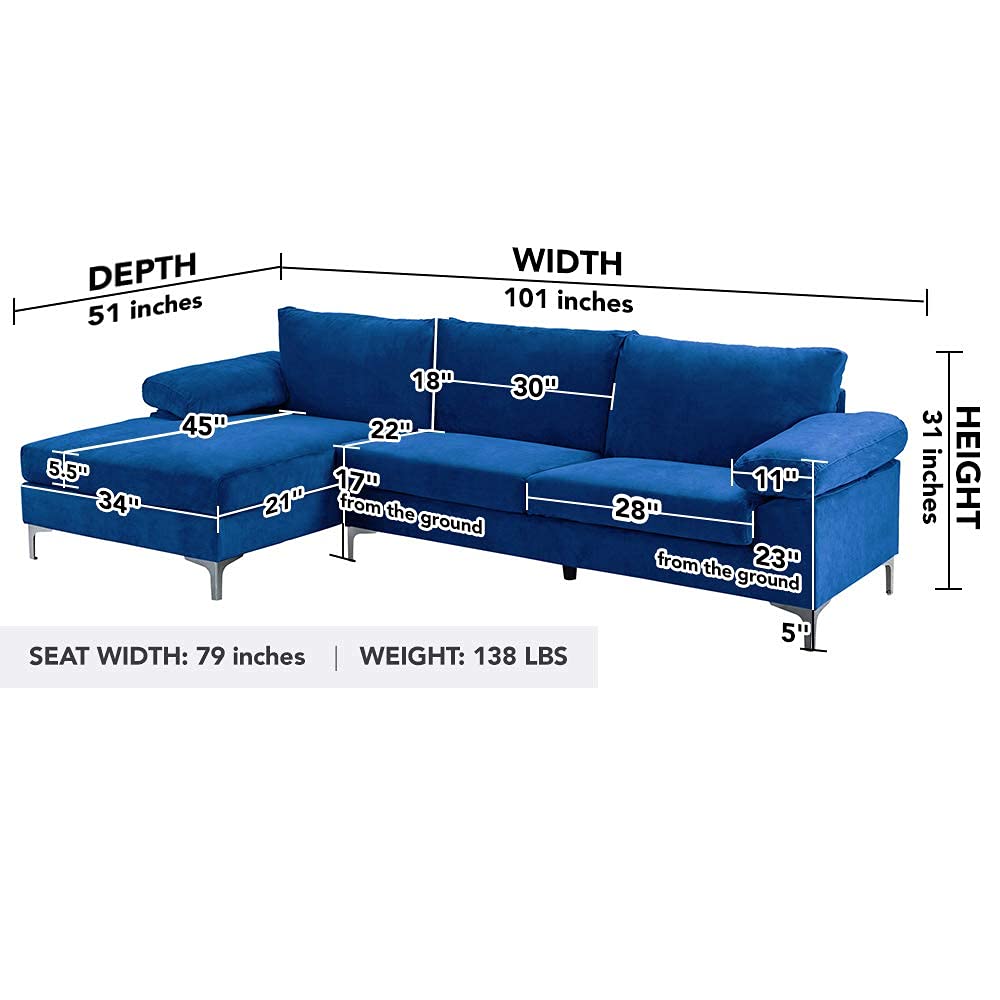 DEPTH
51 inches
WIDTH
101 inches
HEIGHT
31 inches
18"
30"
45"
22"
5.5"
34"
21"
17"
from the ground
28"
11"
23"
from the ground
5"
SEAT WIDTH: 79 inches | WEIGHT: 138 LBS